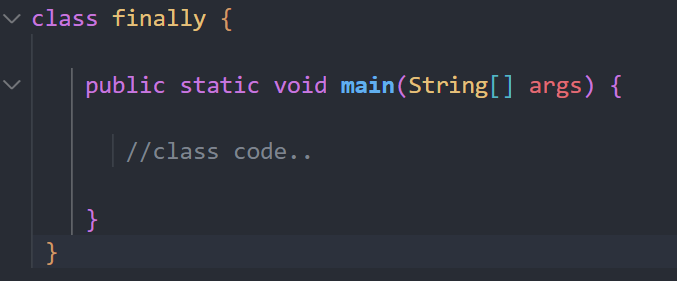 class finally {
public static void main(String[] args) {
//class code..
}
}